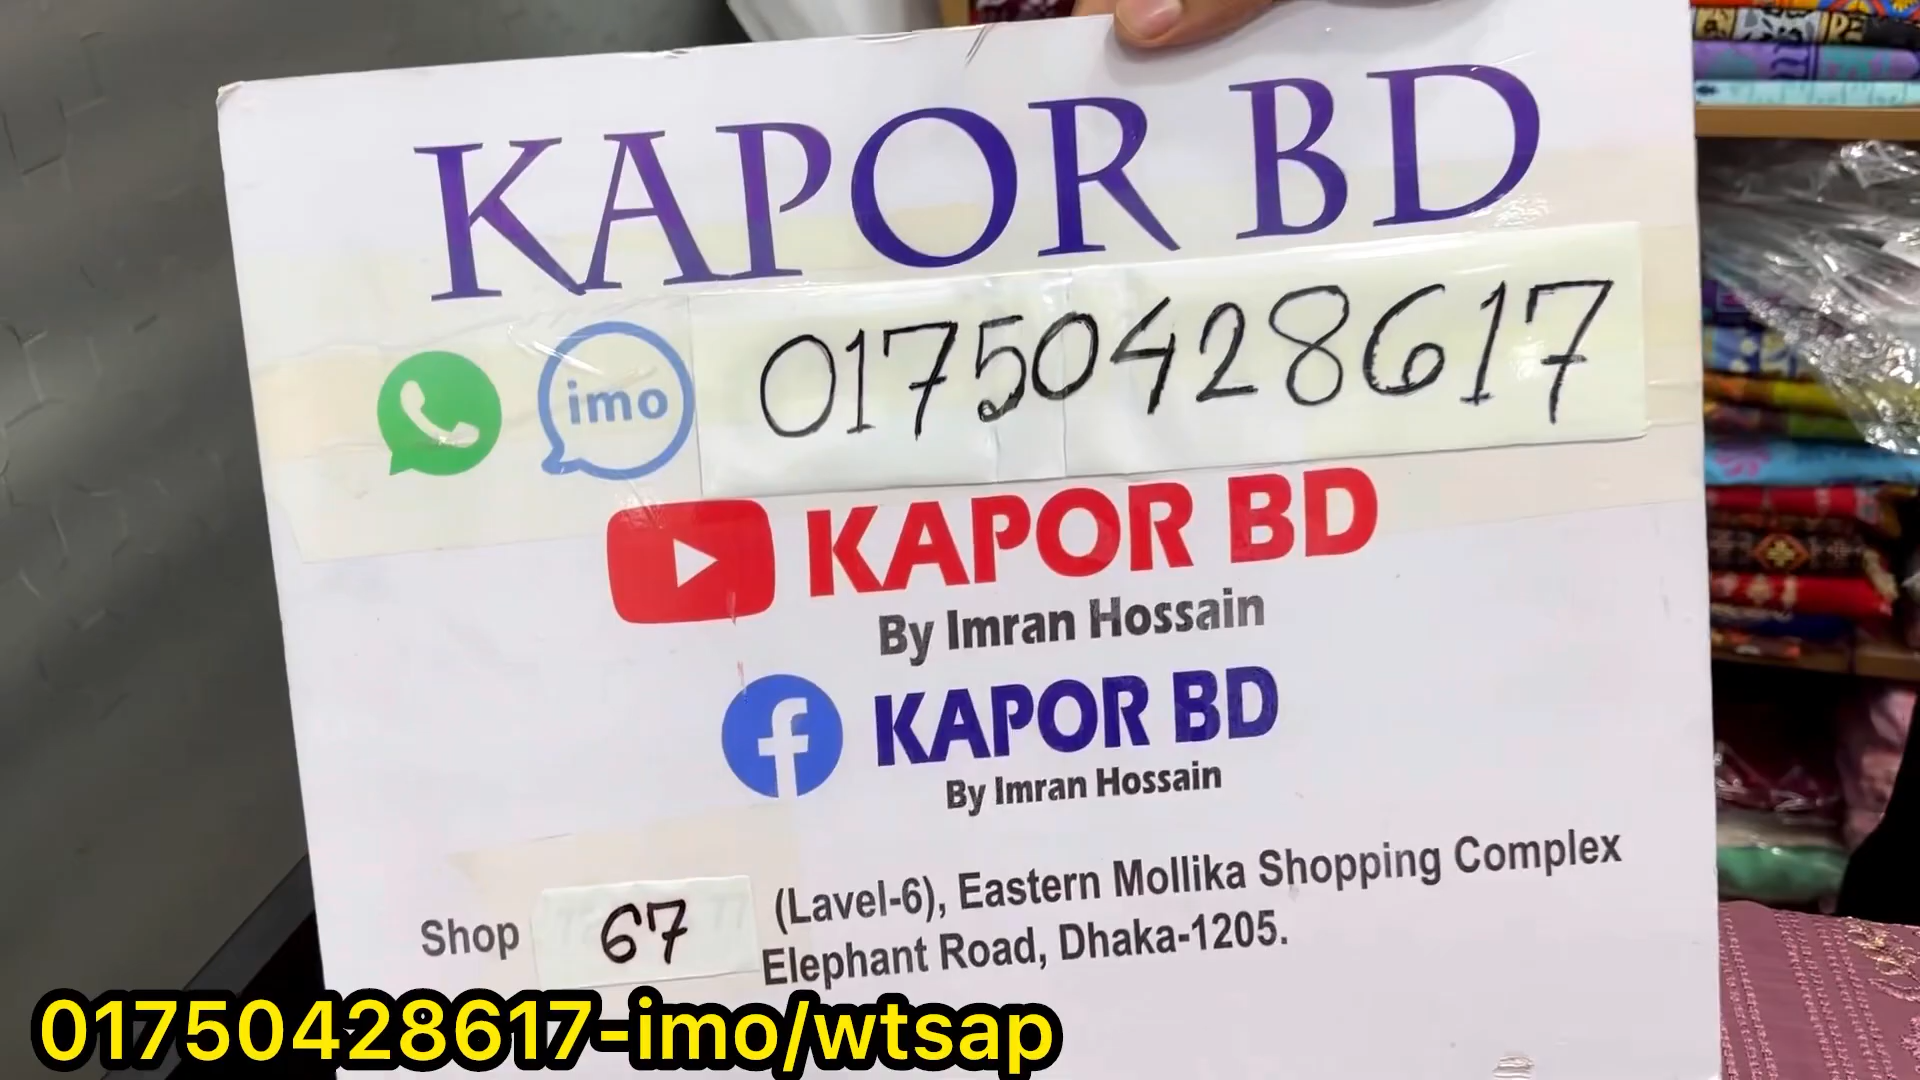 KAPOR BD
imo 01750428617
KAPOR BD
By Imran Hossain
f KAPOR BD
By Imran Hossain
Shop 67 (Lavel-6), Eastern Mollika Shopping Complex
Elephant Road, Dhaka-1205.
01750428617-imo/wtsap